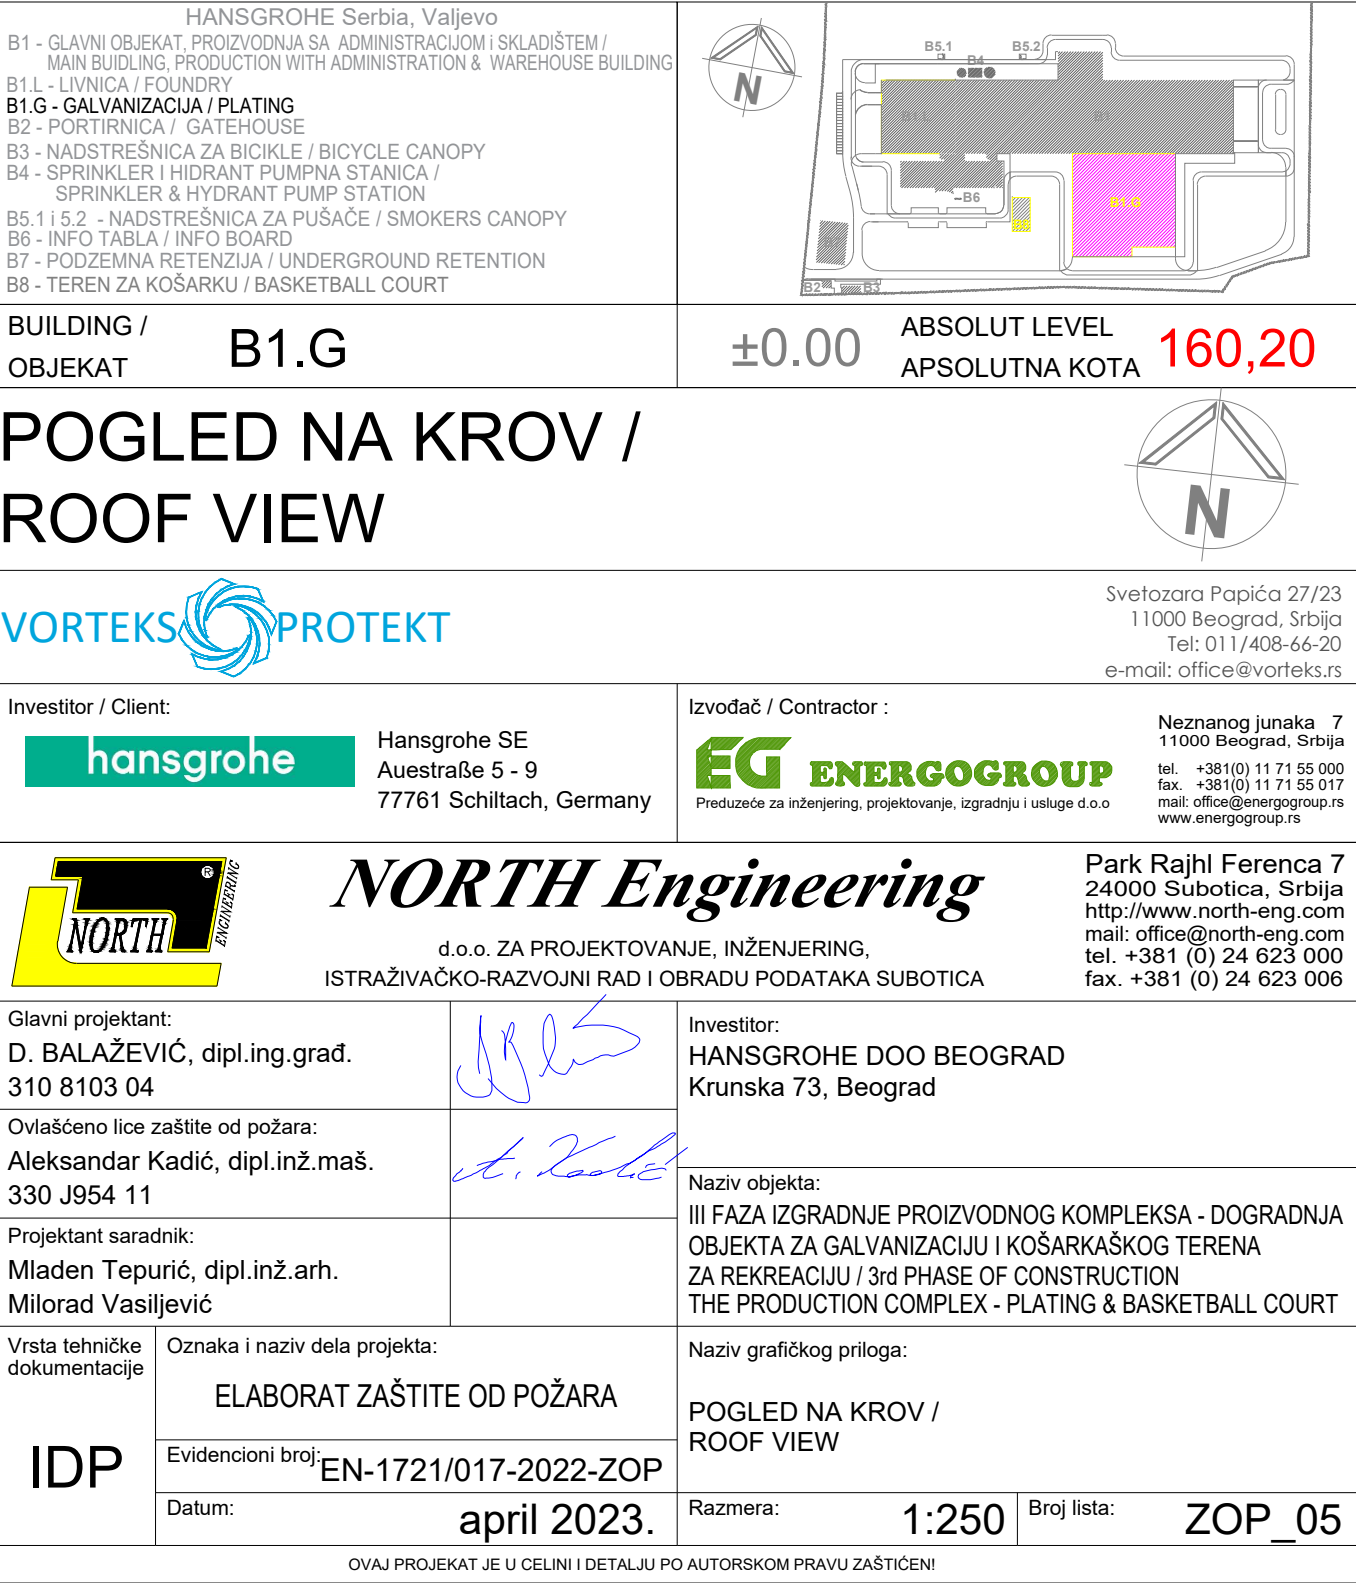 HANSGROHE Serbia, Valjevo
B1 - GLAVNI OBJEKAT, PROIZVODNJA SA ADMINISTRACIJOM i SKLADIŠTEM /
MAIN BUIDLING, PRODUCTION WITH ADMINISTRATION & WAREHOUSE BUILDING
B1.L - LIVNICA / FOUNDRY
B1.G - GALVANIZACIJA / PLATING
B2 - PORTIRNICA / GATEHOUSE
B3 - NADSTREŠNICA ZA BICIKLE / BICYCLE CANOPY
B4 - SPRINKLER I HIDRANT PUMPNA STANICA /
SPRINKLER & HYDRANT PUMP STATION
B5.1 i 5.2 - NADSTREŠNICA ZA PUŠAČE / SMOKERS CANOPY
B6 - INFO TABLA / INFO BOARD
B7 - PODZEMNA RETENZIJA / UNDERGROUND RETENTION
B8 - TEREN ZA KOŠARKU / BASKETBALL COURT
N
B5.1
B5.2
B4
B1.L
B1
B6
B1.G
B2
B3
BUILDING /
OBJEKAT
B1.G
±0.00
ABSOLUT LEVEL
APSOLUTNA KOTA
160,20
POGLED NA KROV /
ROOF VIEW
N
VORTEKS PROTEKT
Svetozara Papića 27/23
11000 Beograd, Srbija
Tel: 011/408-66-20
e-mail: office@vorteks.rs
Investitor / Client:
hansgrohe
Hansgrohe SE
Auestraße 5 - 9
77761 Schiltach, Germany
Izvođač / Contractor :
EG ENERGOGROUP
Preduzeće za inženjering, projektovanje, izgradnju i usluge d.o.o
Neznanog junaka 7
11000 Beograd, Srbija
tel. +381(0) 11 71 55 000
fax. +381(0) 11 71 55 017
mail: office@energogroup.rs
www.energogroup.rs
NORTH
ENGINEERING
®
NORTH Engineering
d.o.o. ZA PROJEKTOVANJE, INŽENJERING,
ISTRAŽIVAČKO-RAZVOJNI RAD I OBRADU PODATAKA SUBOTICA
Park Rajhl Ferenca 7
24000 Subotica, Srbija
http://www.north-eng.com
mail: office@north-eng.com
tel. +381 (0) 24 623 000
fax. +381 (0) 24 623 006
Glavni projektant:
D. BALAŽEVIĆ, dipl.ing.građ.
310 8103 04
Investitor:
HANSGROHE DOO BEOGRAD
Krunska 73, Beograd
Ovlašćeno lice zaštite od požara:
Aleksandar Kadić, dipl.inž.maš.
330 J954 11
A. Kadić
Naziv objekta:
III FAZA IZGRADNJE PROIZVODNOG KOMPLEKSA - DOGRADNJA
OBJEKTA ZA GALVANIZACIJU I KOŠARKAŠKOG TERENA
ZA REKREACIJU / 3rd PHASE OF CONSTRUCTION
THE PRODUCTION COMPLEX - PLATING & BASKETBALL COURT
Projektant saradnik:
Mladen Tepurić, dipl.inž.arh.
Milorad Vasiljević
Vrsta tehničke
dokumentacije
IDP
Oznaka i naziv dela projekta:
ELABORAT ZAŠTITE OD POŽARA
Evidencioni broj: EN-1721/017-2022-ZOP
Datum: april 2023.
Naziv grafičkog priloga:
POGLED NA KROV /
ROOF VIEW
Razmera: 1:250
Broj lista: ZOP_05
OVAJ PROJEKAT JE U CELINI I DETALJU PO AUTORSKOM PRAVU ZAŠTIĆEN!